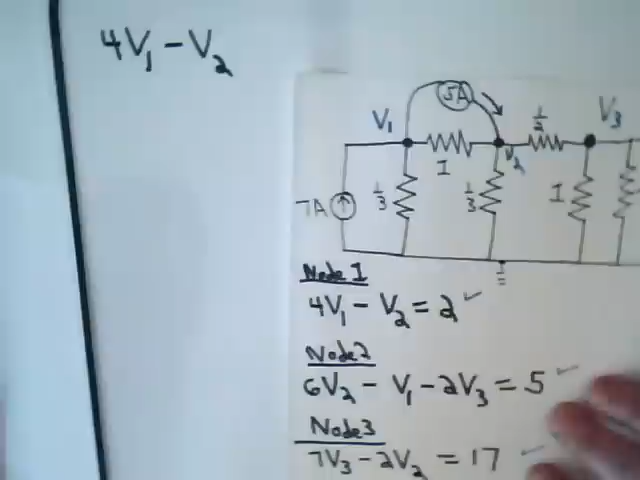 4V₁ - V₂
5A
V₁
1
V₂
1/2
V₃
7A
1/3
1/3
1
Node 1
4V₁ - V₂ = 2 ✓
Node 2
6V₂ - V₁ - 2V₃ = 5 ✓
Node 3
7V₃ - 2V₂ = 17 ✓